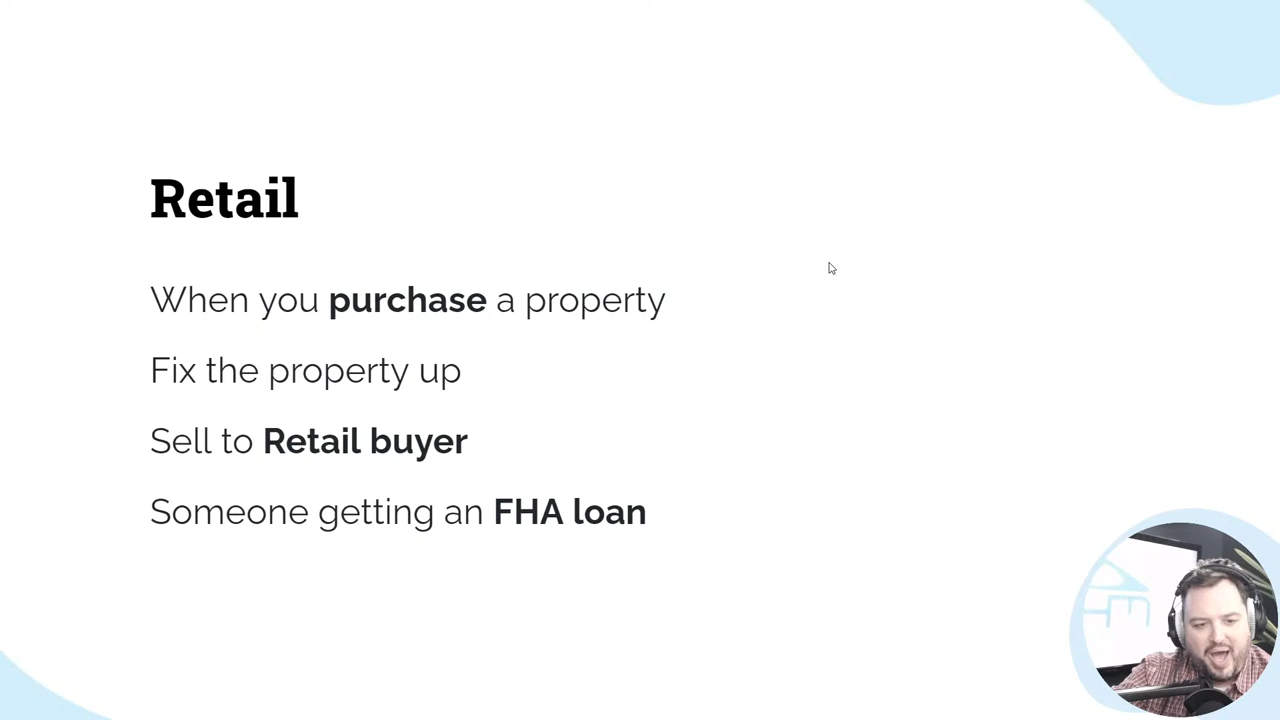 Retail
When you purchase a property
Fix the property up
Sell to Retail buyer
Someone getting an FHA loan